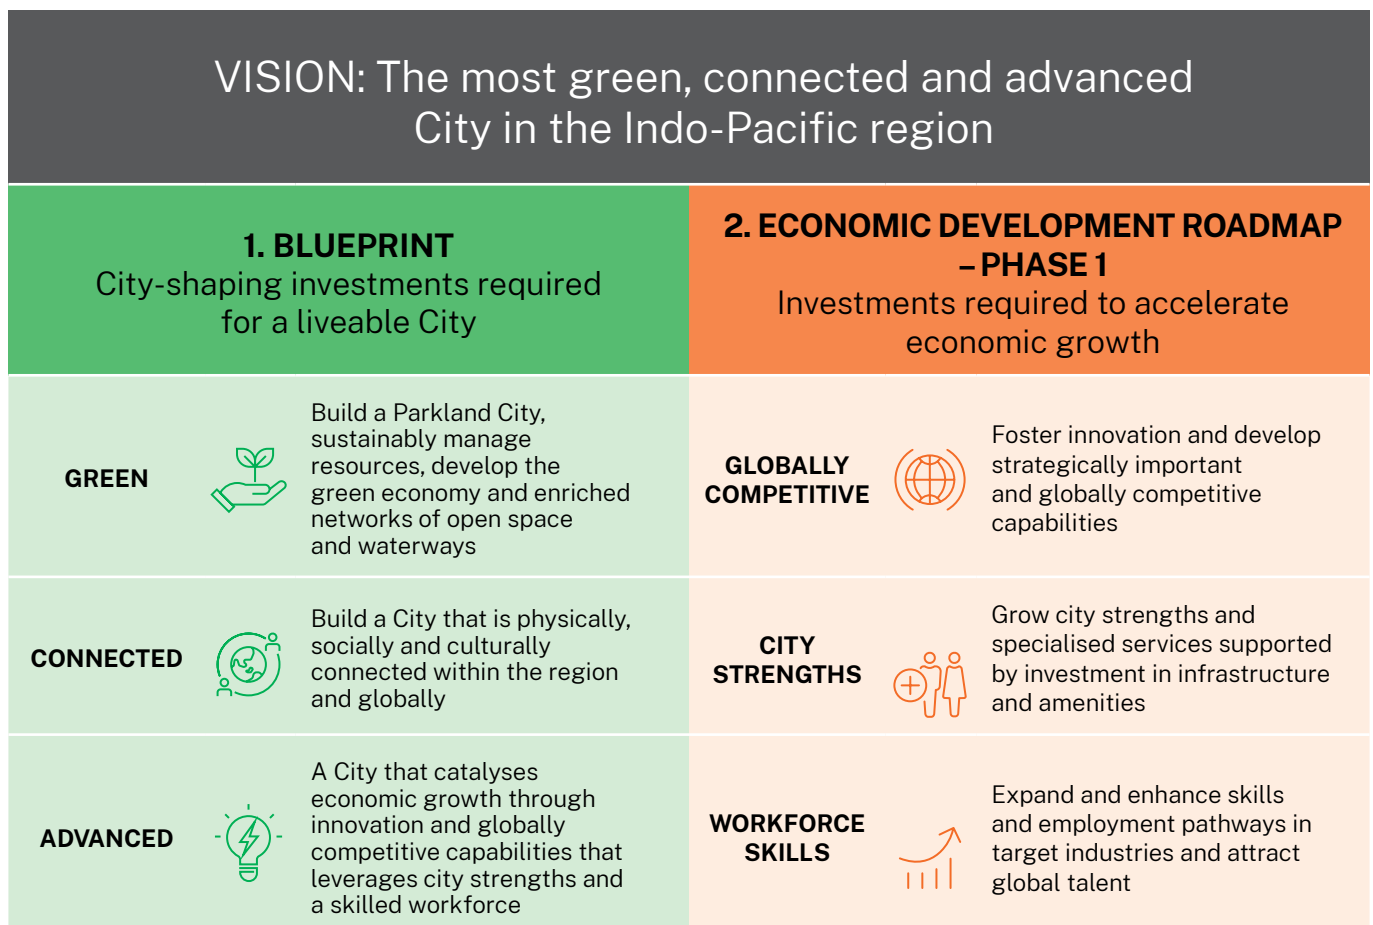 VISION: The most green, connected and advanced
City in the Indo-Pacific region
1. BLUEPRINT
City-shaping investments required
for a liveable City
2. ECONOMIC DEVELOPMENT ROADMAP
– PHASE 1
Investments required to accelerate
economic growth
GREEN
Build a Parkland City,
sustainably manage
resources, develop the
green economy and enriched
networks of open space
and waterways
GLOBALLY
COMPETITIVE
Foster innovation and develop
strategically important
and globally competitive
capabilities
CONNECTED
Build a City that is physically,
socially and culturally
connected within the region
and globally
CITY
STRENGTHS
Grow city strengths and
specialised services supported
by investment in infrastructure
and amenities
ADVANCED
A City that catalyses
economic growth through
innovation and globally
competitive capabilities that
leverages city strengths and
a skilled workforce
WORKFORCE
SKILLS
Expand and enhance skills
and employment pathways in
target industries and attract
global talent